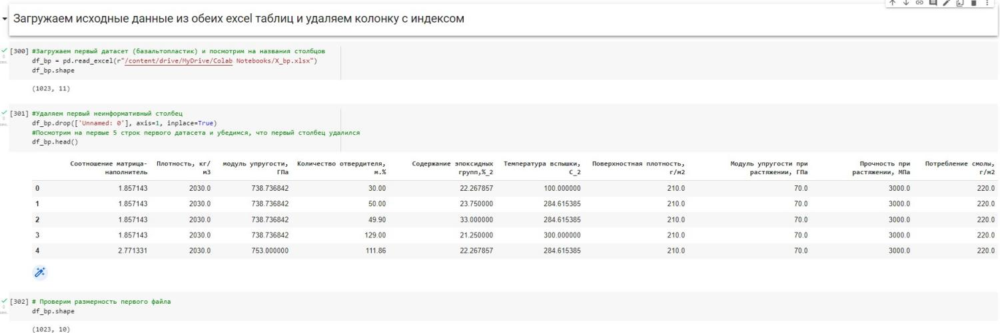 Загружаем исходные данные из обеих excel таблиц и удаляем колонку с индексом
[300] #Загружаем первый датасет (базальтопластик) и посмотрим на названия столбцов
df_bp = pd.read_excel(r"/content/drive/MyDrive/Colab Notebooks/X_bp.xlsx")
df_bp.shape
(1023, 11)
[301] #Удаляем первый неинформативный столбец
df_bp.drop(['Unnamed: 0'], axis=1, inplace=True)
#Посмотрим на первые 5 строк первого датасета и убедимся, что первый столбец удалился
df_bp.head()
Соотношение матрица- Плотность, кг/ модуль упругости, Количество отвердителя, Содержание эпоксидных Температура вспышки, Поверхностная плотность, Модуль упругости при Прочность при Потребление смолы,
наполнитель м3 ГПа м.% групп,%_2 С_2 г/м2 растяжении, ГПа растяжении, МПа г/м2
0 1.857143 2030.0 738.736842 30.00 22.267857 100.000000 210.0 70.0 3000.0 220.0
1 1.857143 2030.0 738.736842 50.00 23.750000 284.615385 210.0 70.0 3000.0 220.0
2 1.857143 2030.0 738.736842 49.90 33.000000 284.615385 210.0 70.0 3000.0 220.0
3 1.857143 2030.0 738.736842 129.00 21.250000 300.000000 210.0 70.0 3000.0 220.0
4 2.771331 2030.0 753.000000 111.86 22.267857 284.615385 210.0 70.0 3000.0 220.0
[302] # Проверим размерность первого файла
df_bp.shape
(1023, 10)